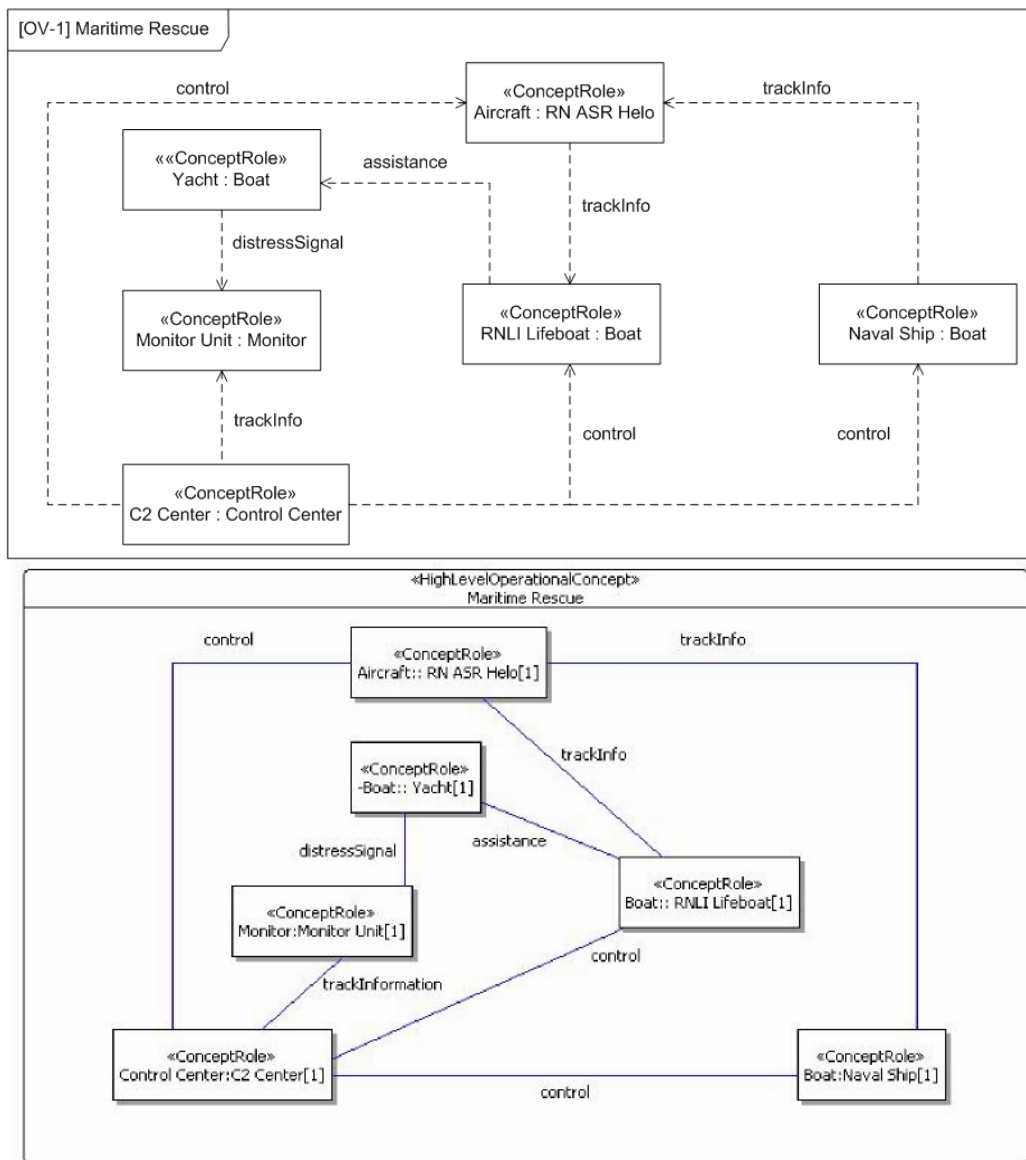 [OV-1] Maritime Rescue
control
«ConceptRole»
Aircraft : RN ASR Helo
trackInfo
««ConceptRole»
Yacht : Boat
assistance
trackInfo
distressSignal
«ConceptRole»
Monitor Unit : Monitor
«ConceptRole»
RNLI Lifeboat : Boat
«ConceptRole»
Naval Ship : Boat
trackInfo
control
control
«ConceptRole»
C2 Center : Control Center
«HighLevelOperationalConcept»
Maritime Rescue
control
«ConceptRole»
Aircraft:: RN ASR Helo[1]
trackInfo
trackInfo
«ConceptRole»
-Boat:: Yacht[1]
distressSignal
assistance
«ConceptRole»
Boat:: RNLI Lifeboat[1]
«ConceptRole»
Monitor:Monitor Unit[1]
control
trackInformation
«ConceptRole»
Control Center:C2 Center[1]
«ConceptRole»
Boat:Naval Ship[1]
control